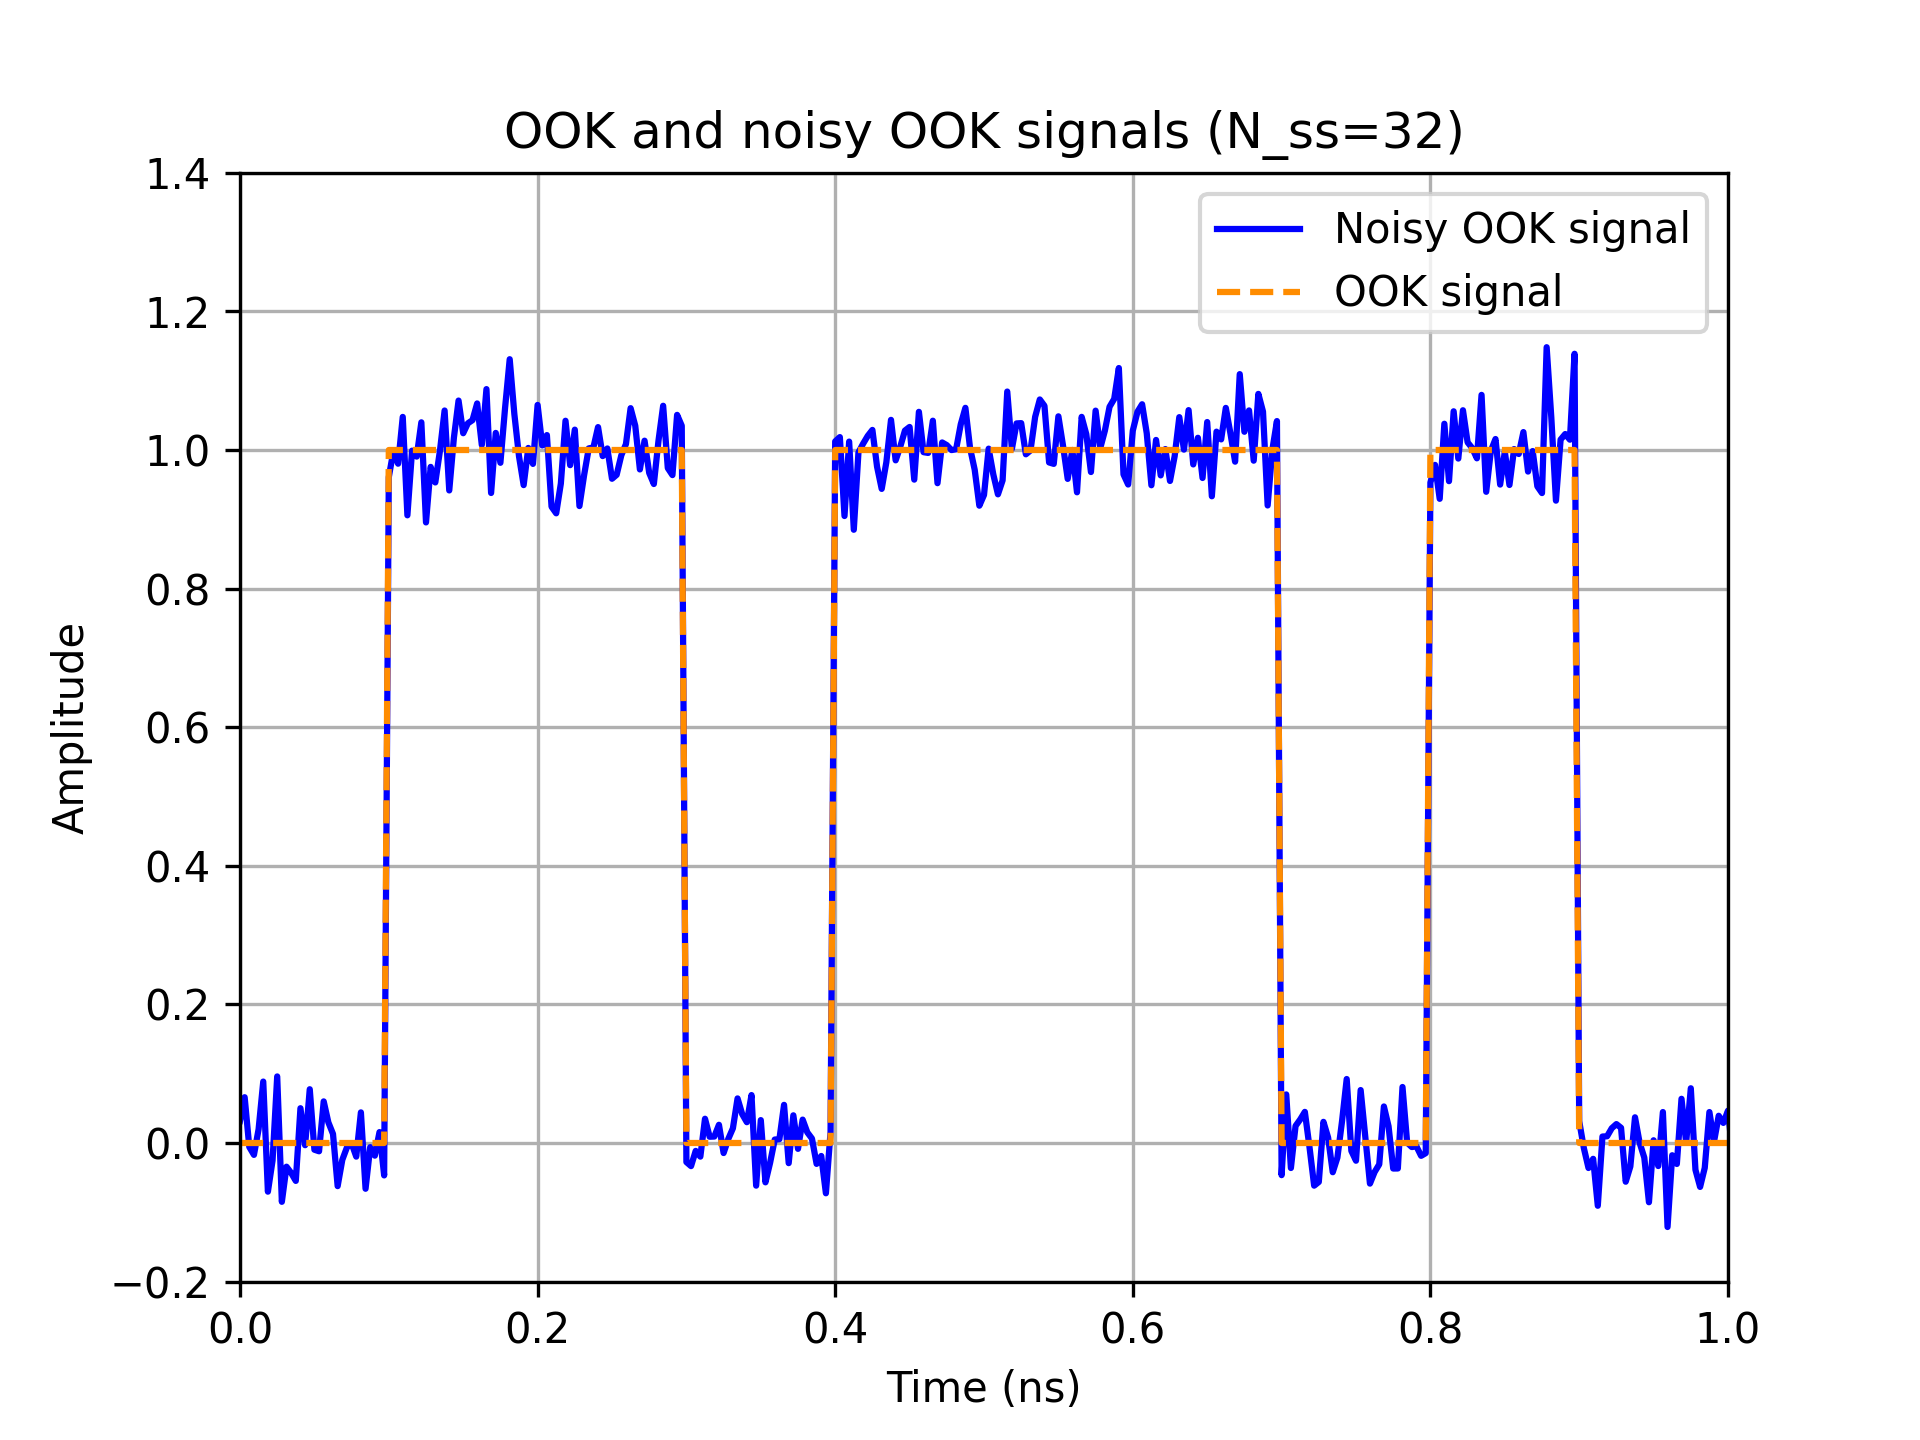 OOK and noisy OOK signals (N_ss=32)
1.4
1.2
1.0
0.8
0.6
0.4
0.2
0.0
−0.2
Amplitude
Noisy OOK signal
OOK signal
0.0 0.2 0.4 0.6 0.8 1.0
Time (ns)